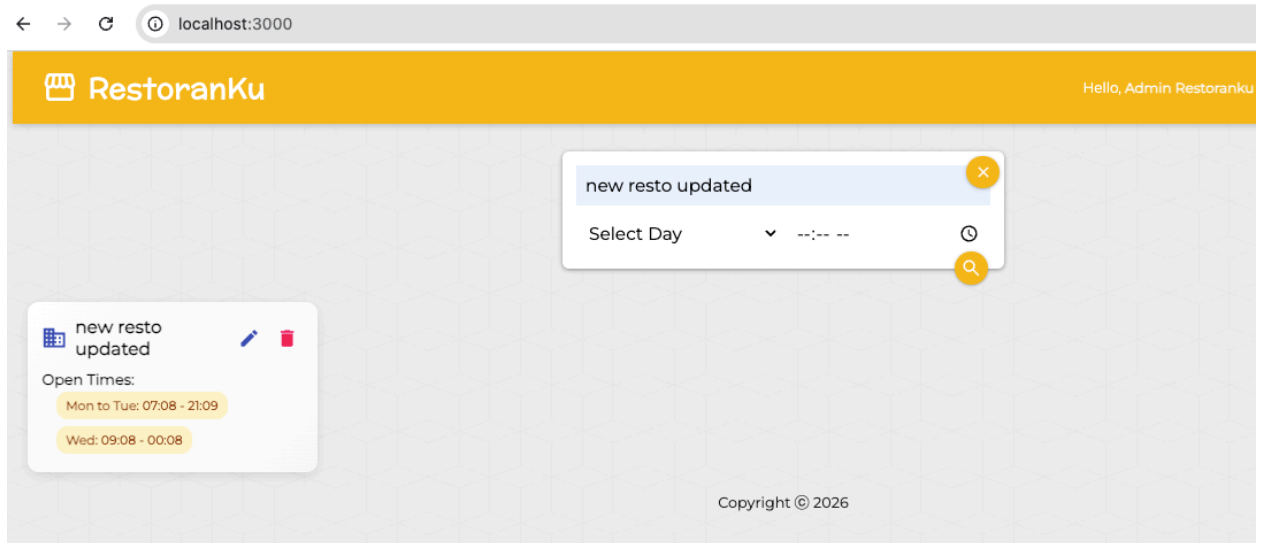 localhost:3000
RestoranKu
Hello, Admin Restoranku
new resto updated
Select Day --:-- --
new resto
updated
Open Times:
Mon to Tue: 07:08 - 21:09
Wed: 09:08 - 00:08
Copyright © 2026